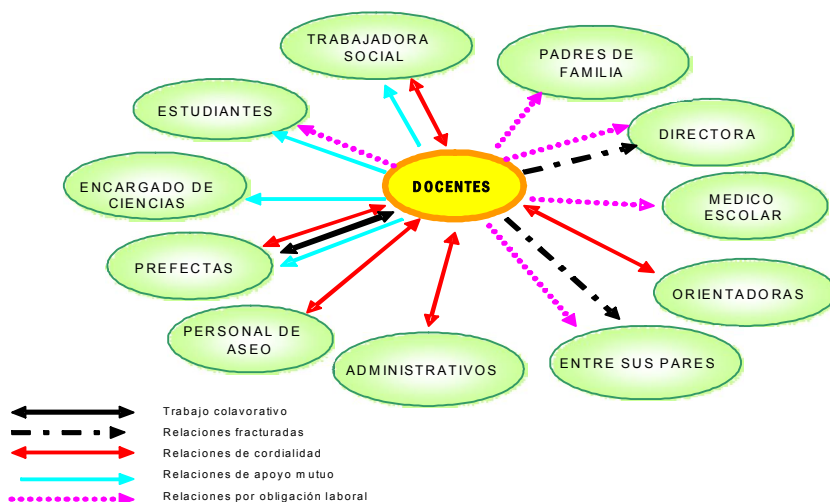 TRABAJADORA
SOCIAL
PADRES DE
FAMILIA
ESTUDIANTES
DIRECTORA
DOCENTES
ENCARGADO DE
CIENCIAS
MEDICO
ESCOLAR
PREFECTAS
ORIENTADORAS
PERSONAL DE
ASEO
ADMINISTRATIVOS
ENTRE SUS PARES
Trabajo colavorativo
Relaciones fracturadas
Relaciones de cordialidad
Relaciones de apoyo mutuo
Relaciones por obligación laboral